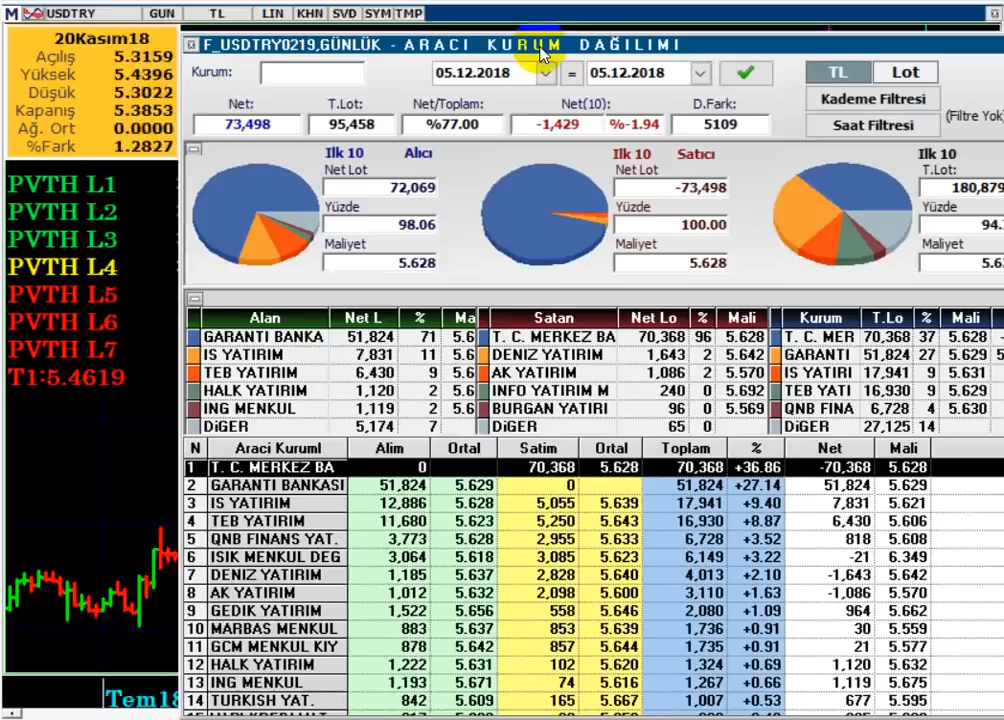 M USDTRY GUN TL LIN KHN SVD SYM TMP
20Kasım18
Açılış 5.3159
Yüksek 5.4396
Düşük 5.3022
Kapanış 5.3853
Ağ. Ort 0.0000
%Fark 1.2827
PVTH L1
PVTH L2
PVTH L3
PVTH L4
PVTH L5
PVTH L6
PVTH L7
T1:5.4619
Tem18
F_USDTRY0219,GÜNLÜK - ARACI KURUM DAĞILIMI
Kurum: 05.12.2018 = 05.12.2018 TL Lot
Kademe Filtresi
Saat Filtresi (Filtre Yok
Net: T.Lot: Net/Toplam: Net(10): D.Fark:
73,498 95,458 %77.00 -1,429 %-1.94 5109
Ilk 10 Alıcı
Net Lot
72,069
Yüzde
98.06
Maliyet
5.628
Ilk 10 Satıcı
Net Lot
-73,498
Yüzde
100.00
Maliyet
5.628
Ilk 10
T.Lot:
180,879
Yüzde
94.
Maliyet
5.6
Alan Net L % Ma Satan Net Lo % Mali Kurum T.Lo % Mali
GARANTI BANKA 51,824 71 5.6 T. C. MERKEZ BA 70,368 96 5.628 T. C. MER 70,368 37 5.628
IS YATIRIM 7,831 11 5.6 DENIZ YATIRIM 1,643 2 5.642 GARANTI 51,824 27 5.629
TEB YATIRIM 6,430 9 5.6 AK YATIRIM 1,086 2 5.570 IS YATIRI 17,941 9 5.631
HALK YATIRIM 1,120 2 5.6 INFO YATIRIM M 240 0 5.692 TEB YATI 16,930 9 5.629
ING MENKUL 1,119 2 5.6 BURGAN YATIRI 96 0 5.569 QNB FINA 6,728 4 5.630
DiGER 5,174 7 DiGER 65 0 DiGER 27,125 14
N Araci Kuruml Alim Ortal Satim Ortal Toplam % Net Mali
1 T. C. MERKEZ BA 0 70,368 5.628 70,368 +36.86 -70,368 5.628
2 GARANTI BANKASI 51,824 5.629 0 51,824 +27.14 51,824 5.629
3 IS YATIRIM 12,886 5.628 5,055 5.639 17,941 +9.40 7,831 5.621
4 TEB YATIRIM 11,680 5.623 5,250 5.643 16,930 +8.87 6,430 5.606
5 QNB FINANS YAT. 3,773 5.628 2,955 5.633 6,728 +3.52 818 5.608
6 ISIK MENKUL DEG 3,064 5.618 3,085 5.623 6,149 +3.22 -21 6.349
7 DENIZ YATIRIM 1,185 5.637 2,828 5.640 4,013 +2.10 -1,643 5.642
8 AK YATIRIM 1,012 5.632 2,098 5.600 3,110 +1.63 -1,086 5.570
9 GEDIK YATIRIM 1,522 5.656 558 5.646 2,080 +1.09 964 5.662
10 MARBAS MENKUL 883 5.637 853 5.639 1,736 +0.91 30 5.559
11 GCM MENKUL KIY 878 5.642 857 5.644 1,735 +0.91 21 5.577
12 HALK YATIRIM 1,222 5.631 102 5.620 1,324 +0.69 1,120 5.632
13 ING MENKUL 1,193 5.671 74 5.616 1,267 +0.66 1,119 5.675
14 TURKISH YAT. 842 5.609 165 5.667 1,007 +0.53 677 5.595